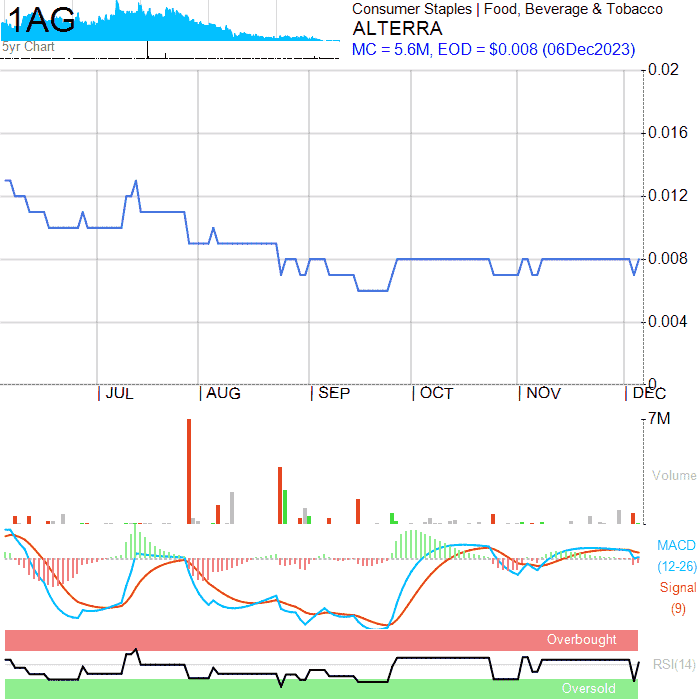 1AG
5yr Chart
Consumer Staples | Food, Beverage & Tobacco
ALTERRA
MC = 5.6M, EOD = $0.008 (06Dec2023)
0.02
0.016
0.012
0.008
0.004
0
JUL AUG SEP OCT NOV DEC
7M
Volume
MACD
(12-26)
Signal
(9)
Overbought
RSI(14)
Oversold